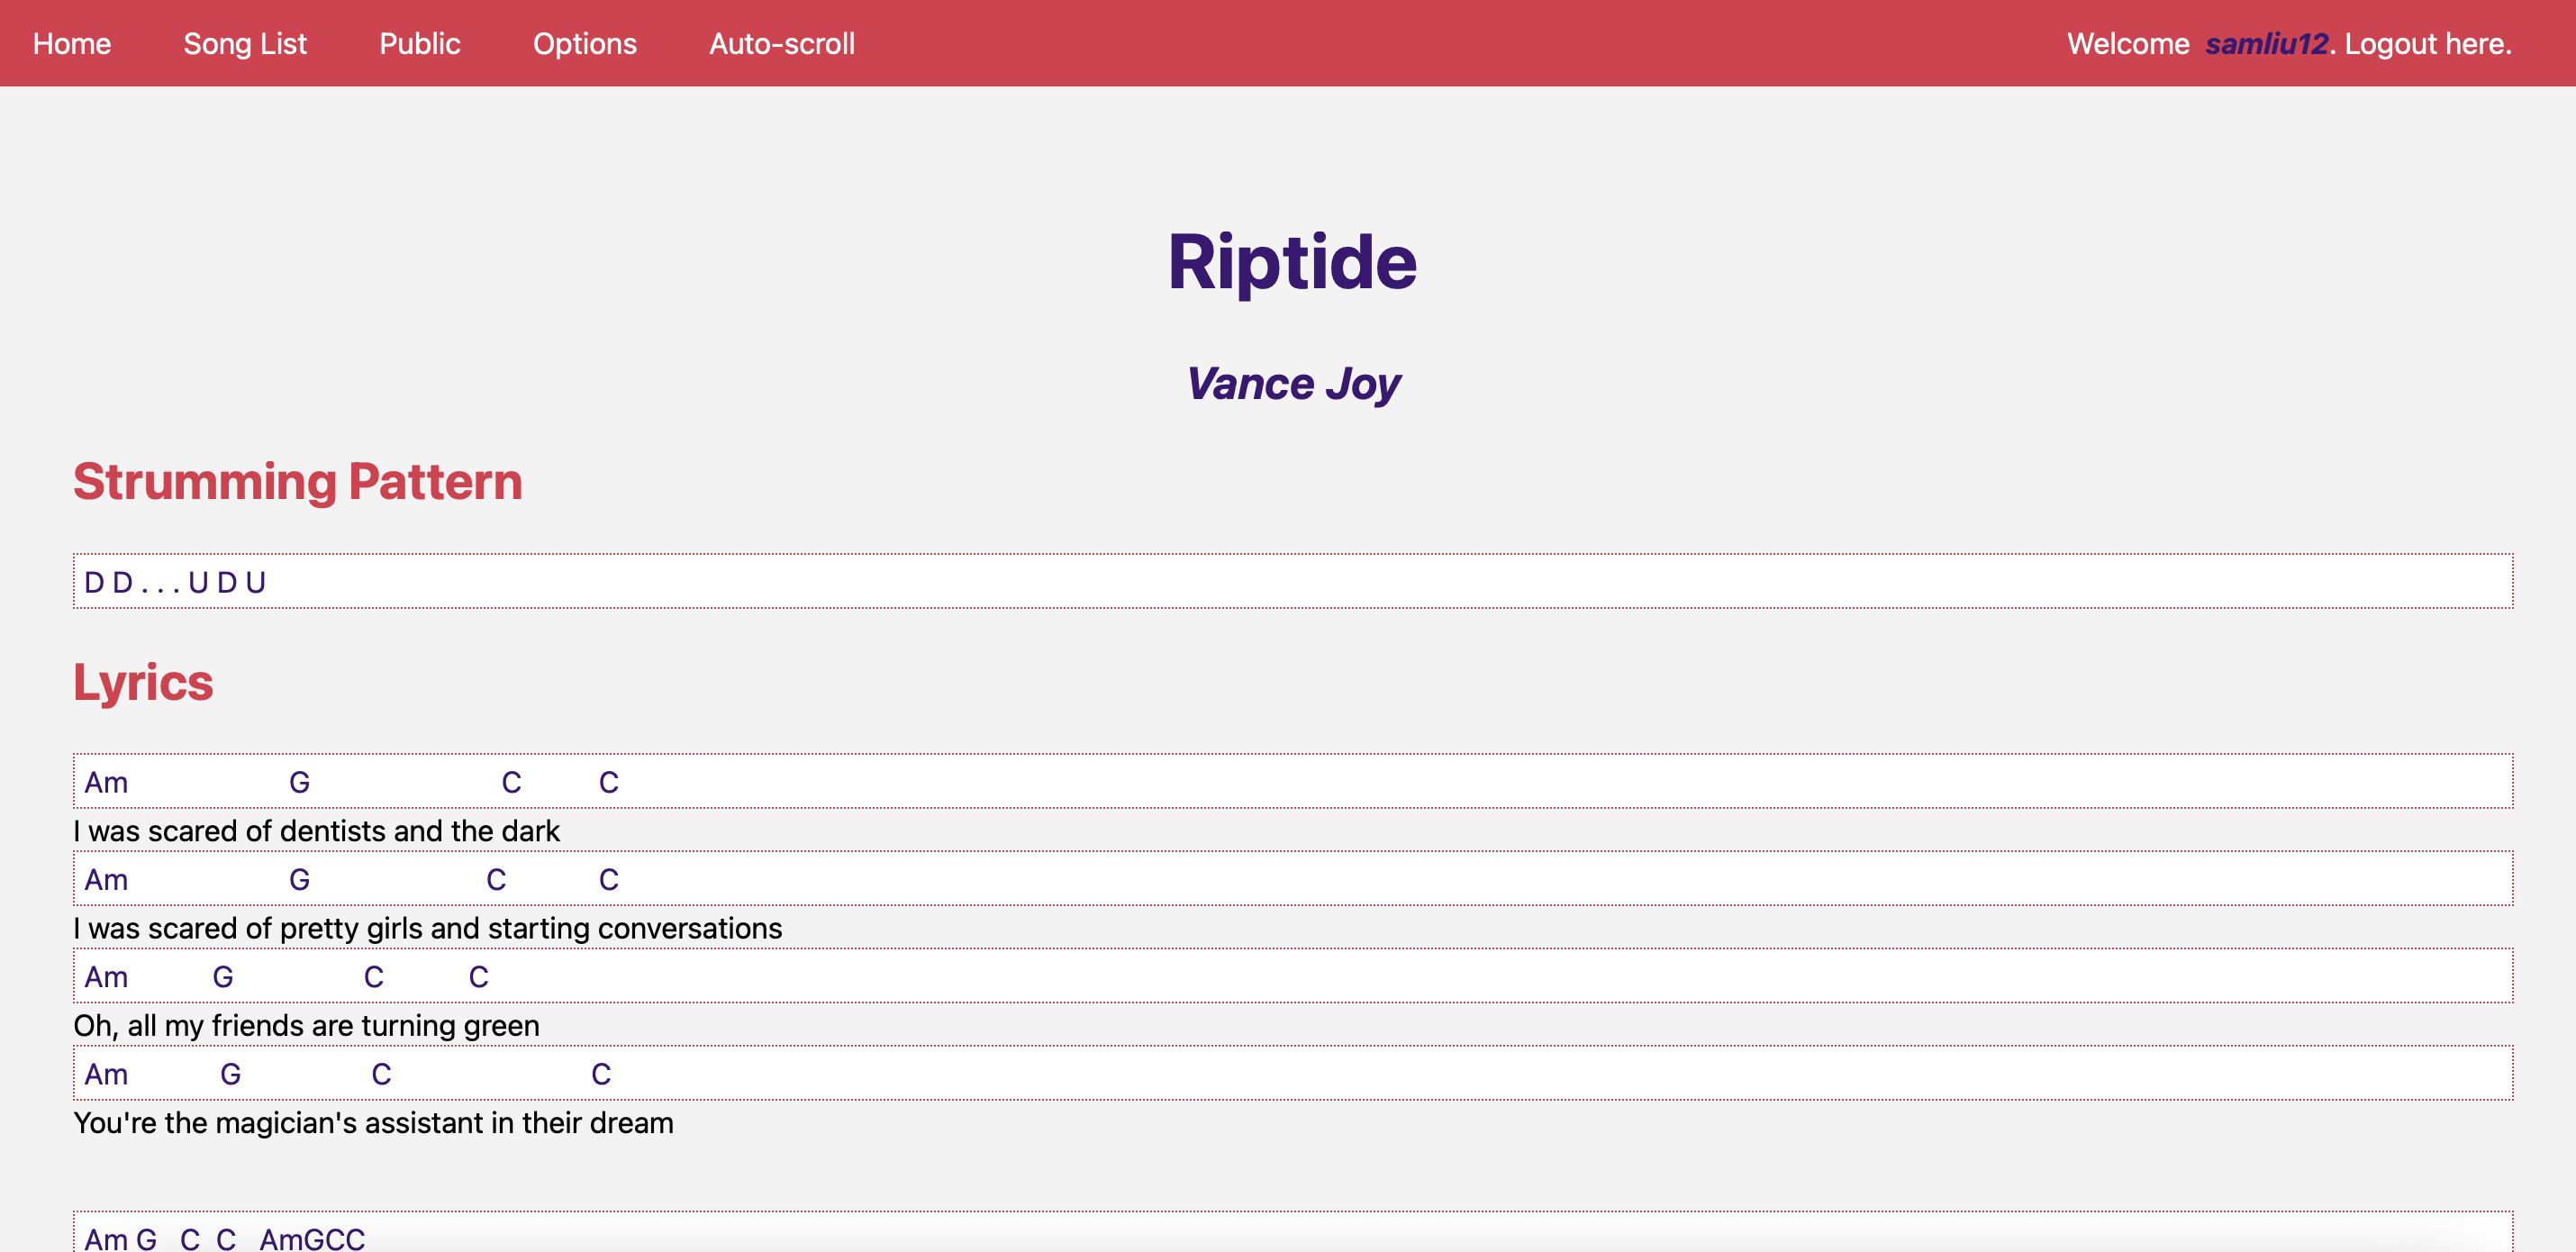 Home Song List Public Options Auto-scroll Welcome samliu12. Logout here.
Riptide
Vance Joy
Strumming Pattern
D D . . . U D U
Lyrics
Am G C C
I was scared of dentists and the dark
Am G C C
I was scared of pretty girls and starting conversations
Am G C C
Oh, all my friends are turning green
Am G C C
You're the magician's assistant in their dream
Am G C C AmGCC